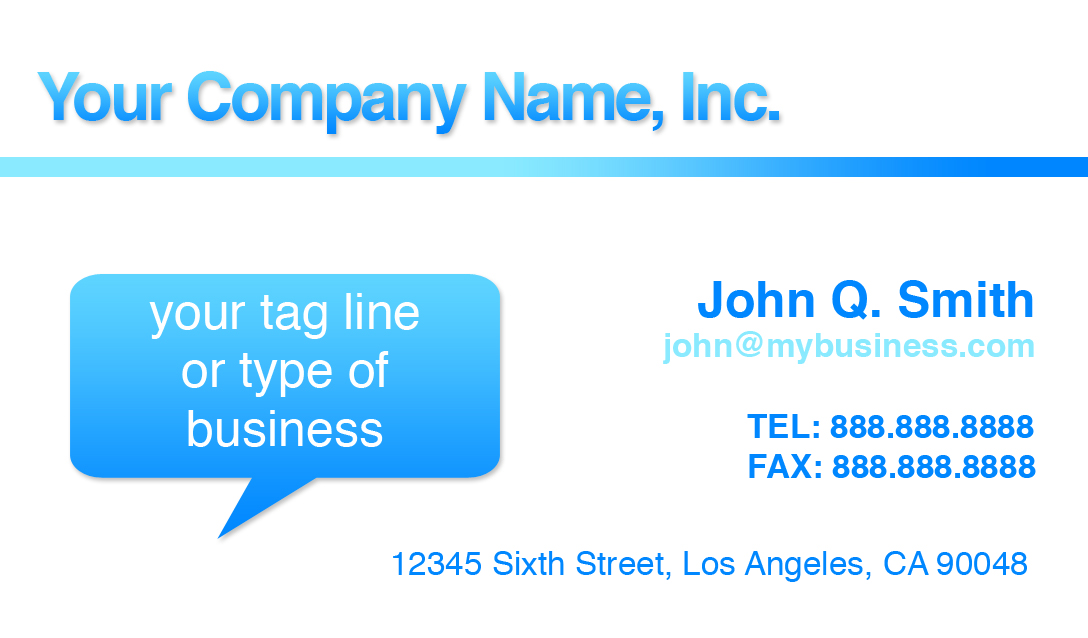 Your Company Name, Inc.
your tag line
or type of
business
John Q. Smith
john@mybusiness.com
TEL: 888.888.8888
FAX: 888.888.8888
12345 Sixth Street, Los Angeles, CA 90048